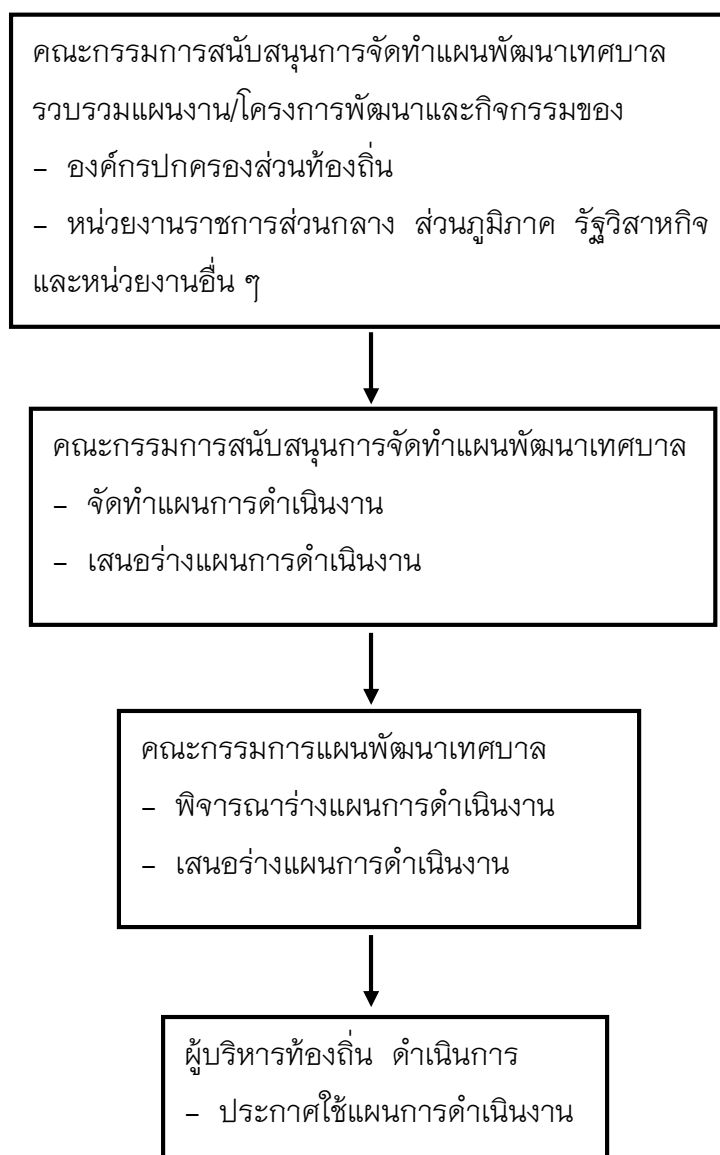 คณะกรรมการสนับสนุนการจัดทำแผนพัฒนาเทศบาล
รวบรวมแผนงาน/โครงการพัฒนาและกิจกรรมของ
– องค์กรปกครองส่วนท้องถิ่น
– หน่วยงานราชการส่วนกลาง ส่วนภูมิภาค รัฐวิสาหกิจ
และหน่วยงานอื่น ๆ
คณะกรรมการสนับสนุนการจัดทำแผนพัฒนาเทศบาล
– จัดทำแผนการดำเนินงาน
– เสนอร่างแผนการดำเนินงาน
คณะกรรมการแผนพัฒนาเทศบาล
– พิจารณาร่างแผนการดำเนินงาน
– เสนอร่างแผนการดำเนินงาน
ผู้บริหารท้องถิ่น ดำเนินการ
– ประกาศใช้แผนการดำเนินงาน